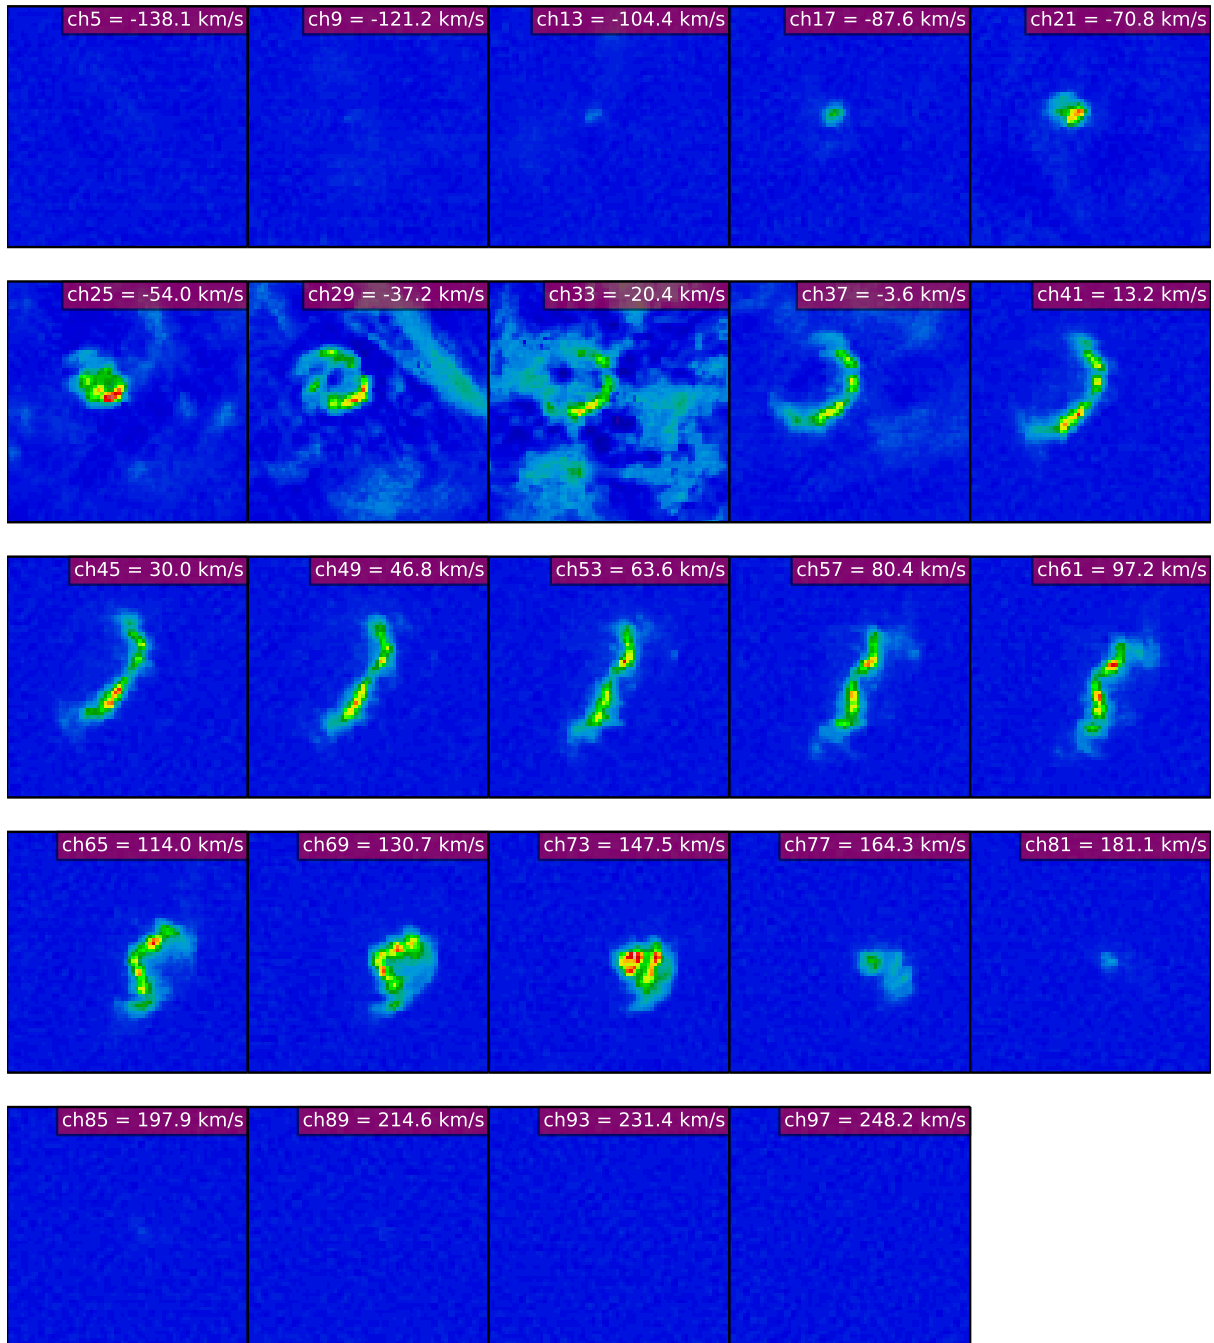 ch5 = -138.1 km/s
ch9 = -121.2 km/s
ch13 = -104.4 km/s
ch17 = -87.6 km/s
ch21 = -70.8 km/s
ch25 = -54.0 km/s
ch29 = -37.2 km/s
ch33 = -20.4 km/s
ch37 = -3.6 km/s
ch41 = 13.2 km/s
ch45 = 30.0 km/s
ch49 = 46.8 km/s
ch53 = 63.6 km/s
ch57 = 80.4 km/s
ch61 = 97.2 km/s
ch65 = 114.0 km/s
ch69 = 130.7 km/s
ch73 = 147.5 km/s
ch77 = 164.3 km/s
ch81 = 181.1 km/s
ch85 = 197.9 km/s
ch89 = 214.6 km/s
ch93 = 231.4 km/s
ch97 = 248.2 km/s